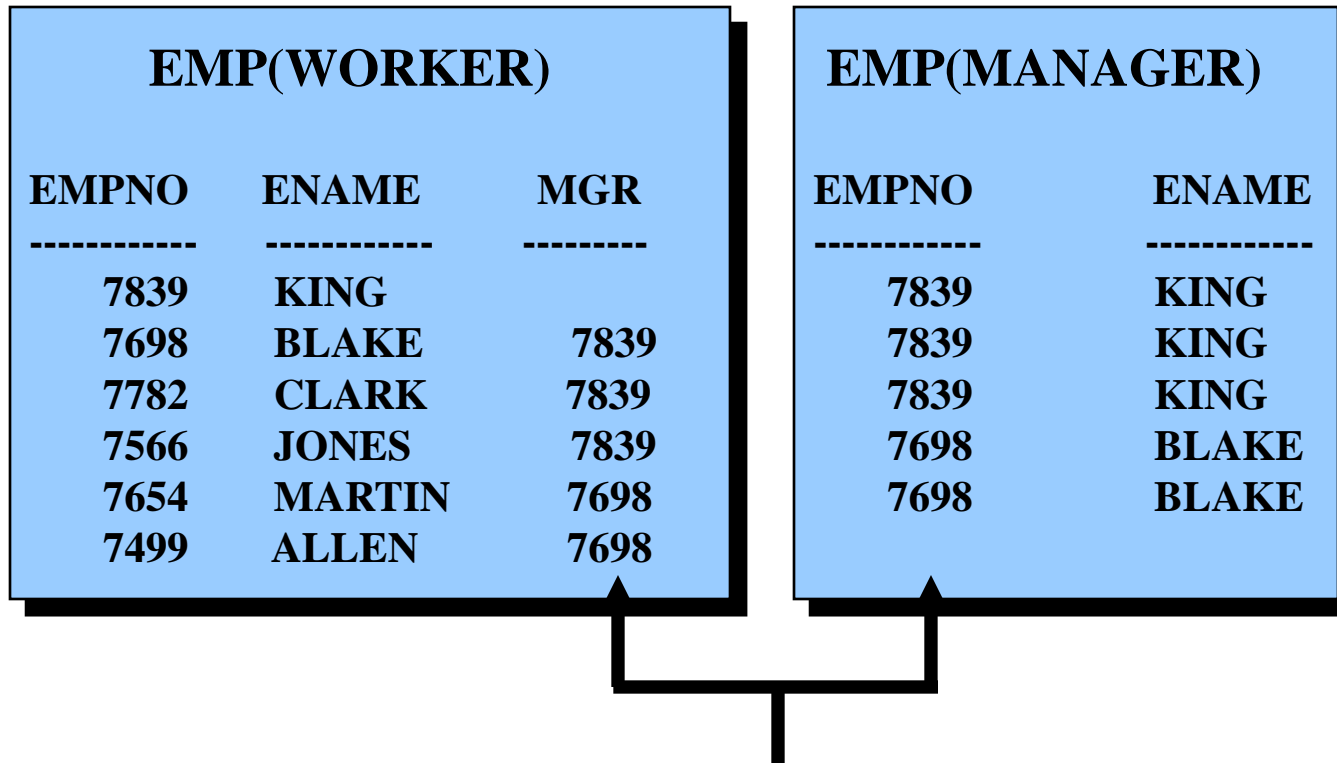 EMP(WORKER)
EMPNO ENAME MGR
------------ ------------ ---------
7839 KING
7698 BLAKE 7839
7782 CLARK 7839
7566 JONES 7839
7654 MARTIN 7698
7499 ALLEN 7698
EMP(MANAGER)
EMPNO ENAME
------------ ------------
7839 KING
7839 KING
7839 KING
7698 BLAKE
7698 BLAKE